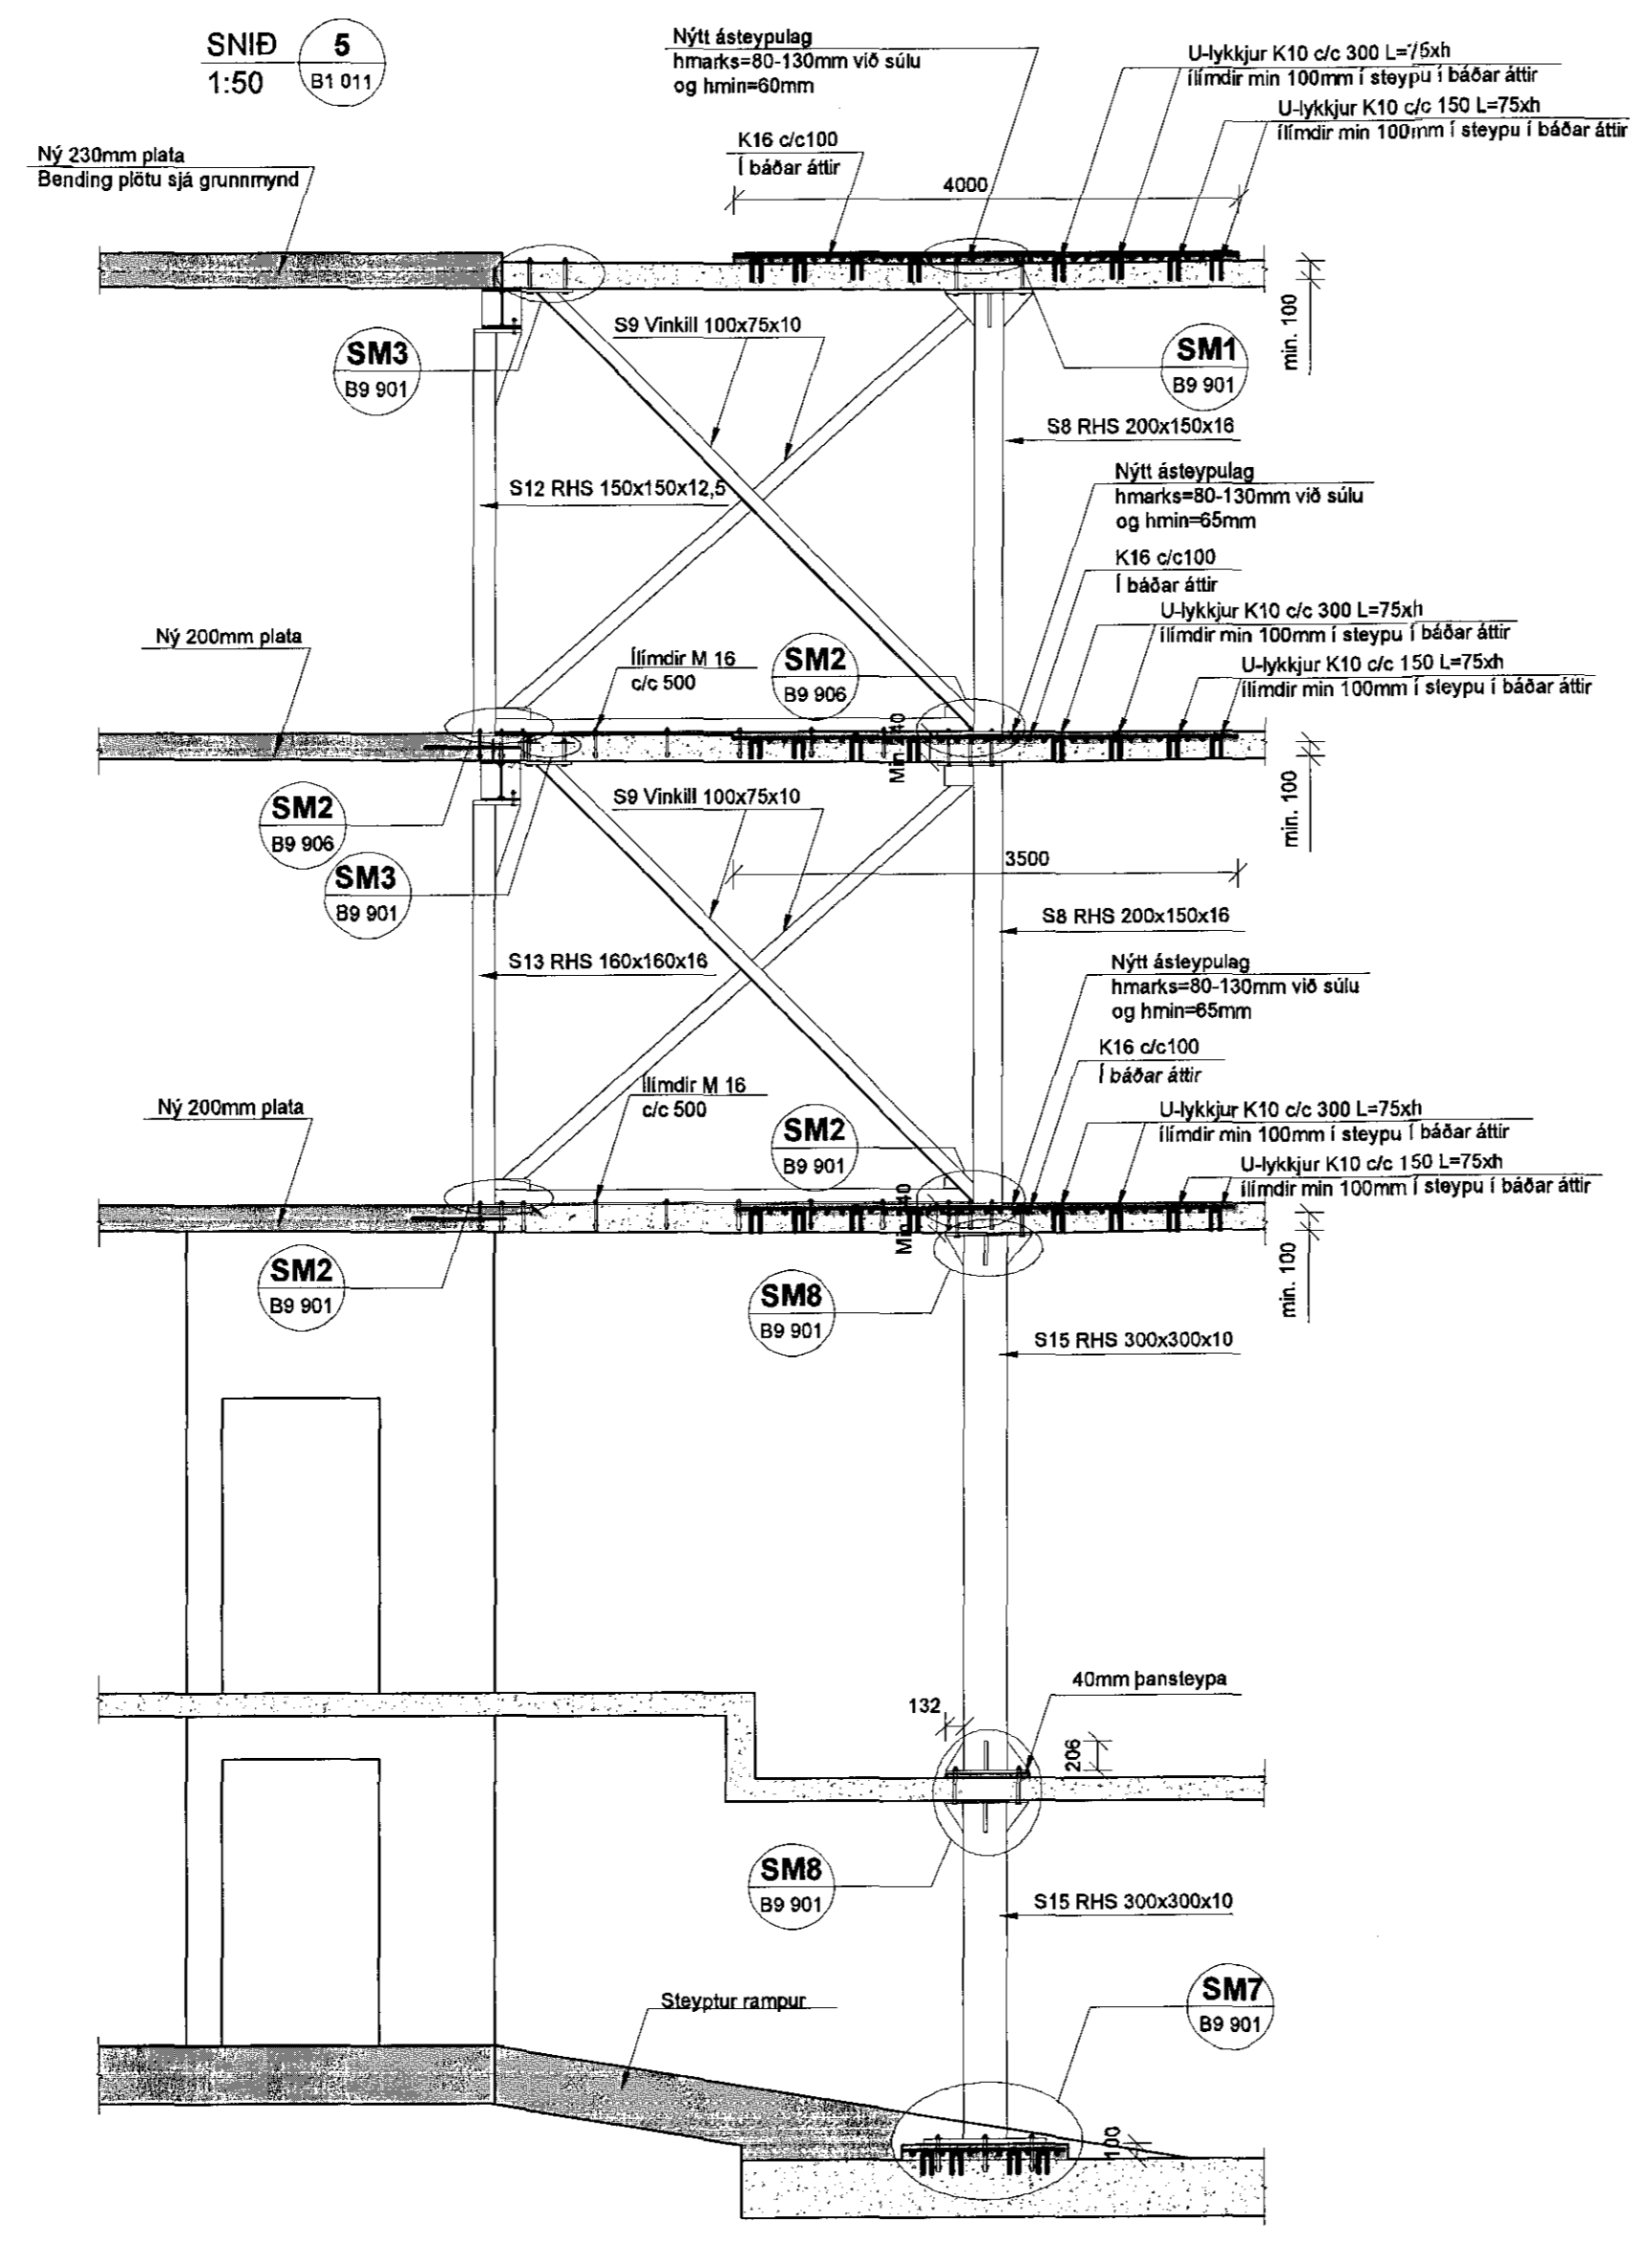 SNIÐ 5
1:50 B1 011
Nýtt ásteypulag
hmarks=80-130mm við súlu
og hmin=60mm
U-lykkjur K10 c/c 300 L=75xh
ílímdir min 100mm í steypu í báðar áttir
U-lykkjur K10 c/c 150 L=75xh
ílímdir min 100mm í steypu í báðar áttir
K16 c/c100
Í báðar áttir
Ný 230mm plata
Bending plötu sjá grunnmynd
4000
min. 100
S9 Vinkill 100x75x10
SM3
B9 901
SM1
B9 901
S8 RHS 200x150x16
S12 RHS 150x150x12,5
Nýtt ásteypulag
hmarks=80-130mm við súlu
og hmin=65mm
K16 c/c100
Í báðar áttir
U-lykkjur K10 c/c 300 L=75xh
ílímdir min 100mm í steypu í báðar áttir
Ný 200mm plata
Ílímdir M 16
c/c 500
SM2
B9 906
U-lykkjur K10 c/c 150 L=75xh
ílímdir min 100mm í steypu í báðar áttir
min. 100
S9 Vinkill 100x75x10
SM2
B9 906
SM3
B9 901
3500
S8 RHS 200x150x16
S13 RHS 160x160x16
Nýtt ásteypulag
hmarks=80-130mm við súlu
og hmin=65mm
K16 c/c100
Í báðar áttir
Ný 200mm plata
Ílímdir M 16
c/c 500
SM2
B9 901
U-lykkjur K10 c/c 300 L=75xh
ílímdir min 100mm í steypu í báðar áttir
U-lykkjur K10 c/c 150 L=75xh
ílímdir min 100mm í steypu í báðar áttir
min. 100
SM2
B9 901
SM8
B9 901
S15 RHS 300x300x10
40mm þansteypa
132
206
SM8
B9 901
S15 RHS 300x300x10
Steyptur rampur
SM7
B9 901
100